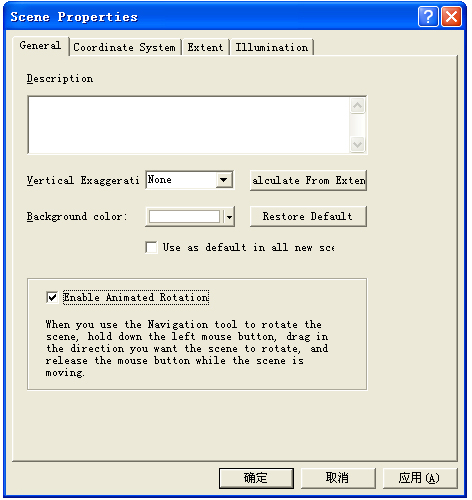 Scene Properties
General Coordinate System Extent Illumination
Description
Vertical Exaggerati None alculate From Exten
Background color: Restore Default
Use as default in all new sce
Enable Animated Rotation
When you use the Navigation tool to rotate the
scene, hold down the left mouse button, drag in
the direction you want the scene to rotate, and
release the mouse button while the scene is
moving.
确定 取消 应用(A)